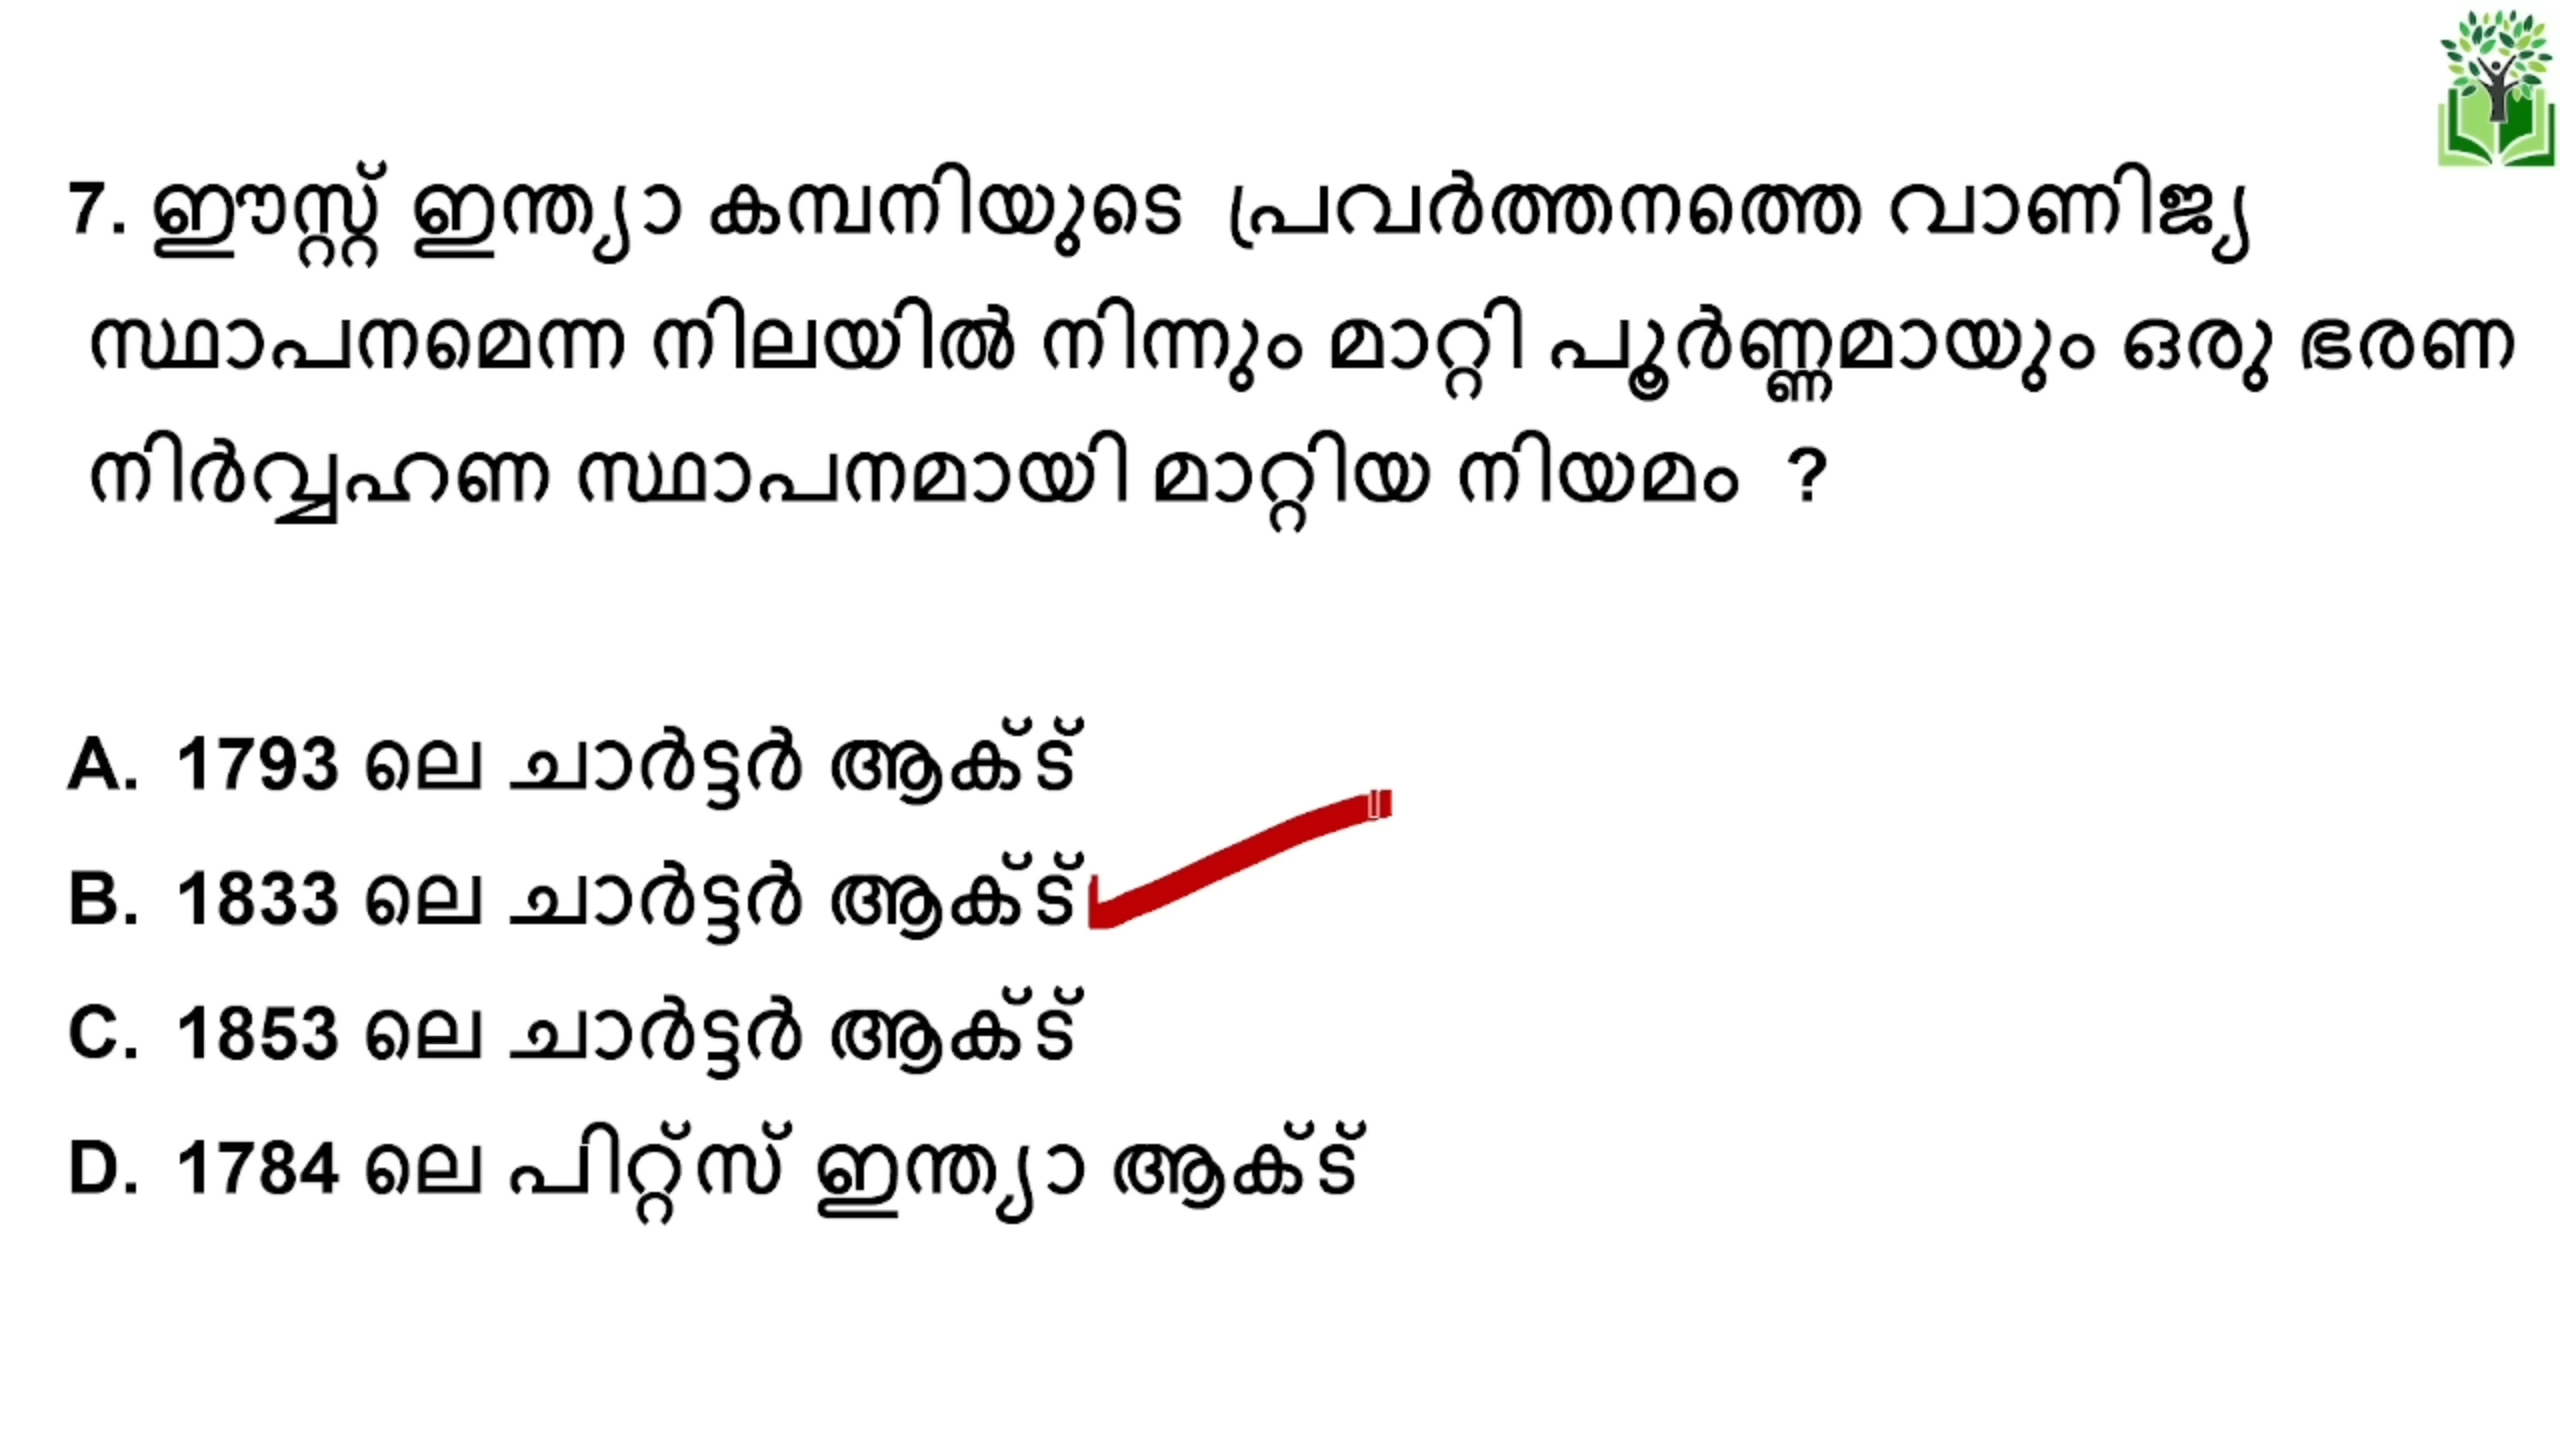 7. ഈസ്റ്റ് ഇന്ത്യാ കമ്പനിയുടെ പ്രവർത്തനത്തെ വാണിജ്യ
സ്ഥാപനമെന്ന നിലയിൽ നിന്നും മാറ്റി പൂർണ്ണമായും ഒരു ഭരണ
നിർവ്വഹണ സ്ഥാപനമായി മാറ്റിയ നിയമം ?
A. 1793 ലെ ചാർട്ടർ ആക്ട്
B. 1833 ലെ ചാർട്ടർ ആക്ട്
C. 1853 ലെ ചാർട്ടർ ആക്ട്
D. 1784 ലെ പിറ്റ്സ് ഇന്ത്യാ ആക്ട്